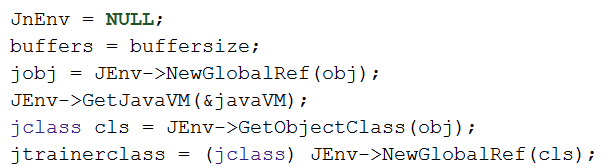 JnEnv = NULL;
buffers = buffersize;
jobj = JEnv->NewGlobalRef(obj);
JEnv->GetJavaVM(&javaVM);
jclass cls = JEnv->GetObjectClass(obj);
jtrainerclass = (jclass) JEnv->NewGlobalRef(cls);